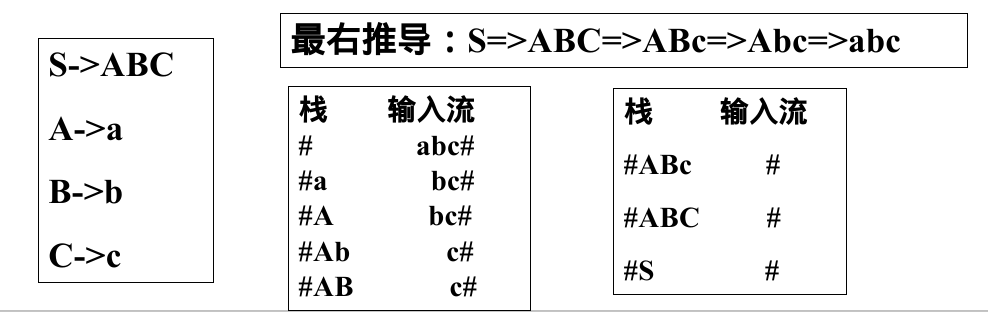 最右推导：S=>ABC=>ABc=>Abc=>abc
S->ABC
A->a
B->b
C->c
栈 输入流
# abc#
#a bc#
#A bc#
#Ab c#
#AB c#
栈 输入流
#ABc #
#ABC #
#S #